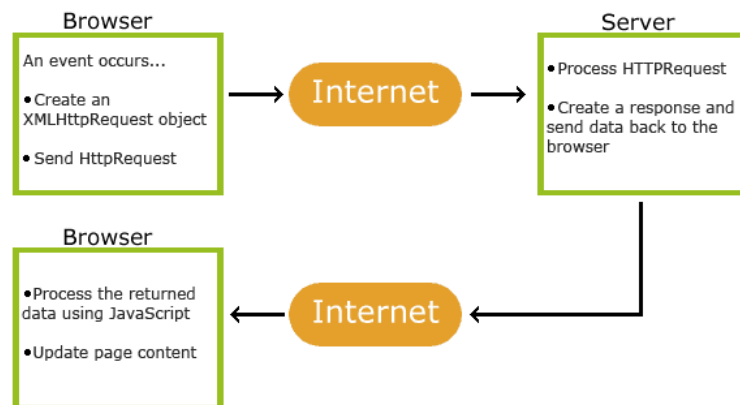 Browser
An event occurs...
•Create an
XMLHttpRequest object
•Send HttpRequest
Internet
Server
•Process HTTPRequest
•Create a response and
send data back to the
browser
Browser
•Process the returned
data using JavaScript
•Update page content
Internet